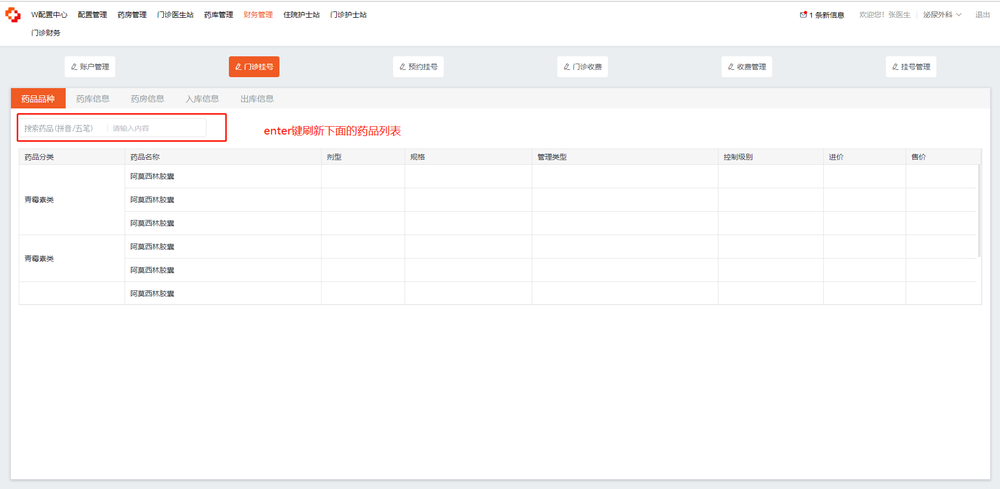 W配置中心 配置管理 药房管理 门诊医生站 药库管理 财务管理 住院护士站 门诊护士站 1 条新信息 欢迎您！张医生 泌尿外科 退出
门诊财务
账户管理 门诊挂号 预约挂号 门诊收费 收费管理 挂号管理
药品品种 药库信息 药房信息 入库信息 出库信息
搜索药品(拼音/五笔) 请输入内容
enter键刷新下面的药品列表
药品分类 药品名称 剂型 规格 管理类型 控制级别 进价 售价
阿莫西林胶囊
青霉素类 阿莫西林胶囊
阿莫西林胶囊
阿莫西林胶囊
青霉素类
阿莫西林胶囊
阿莫西林胶囊